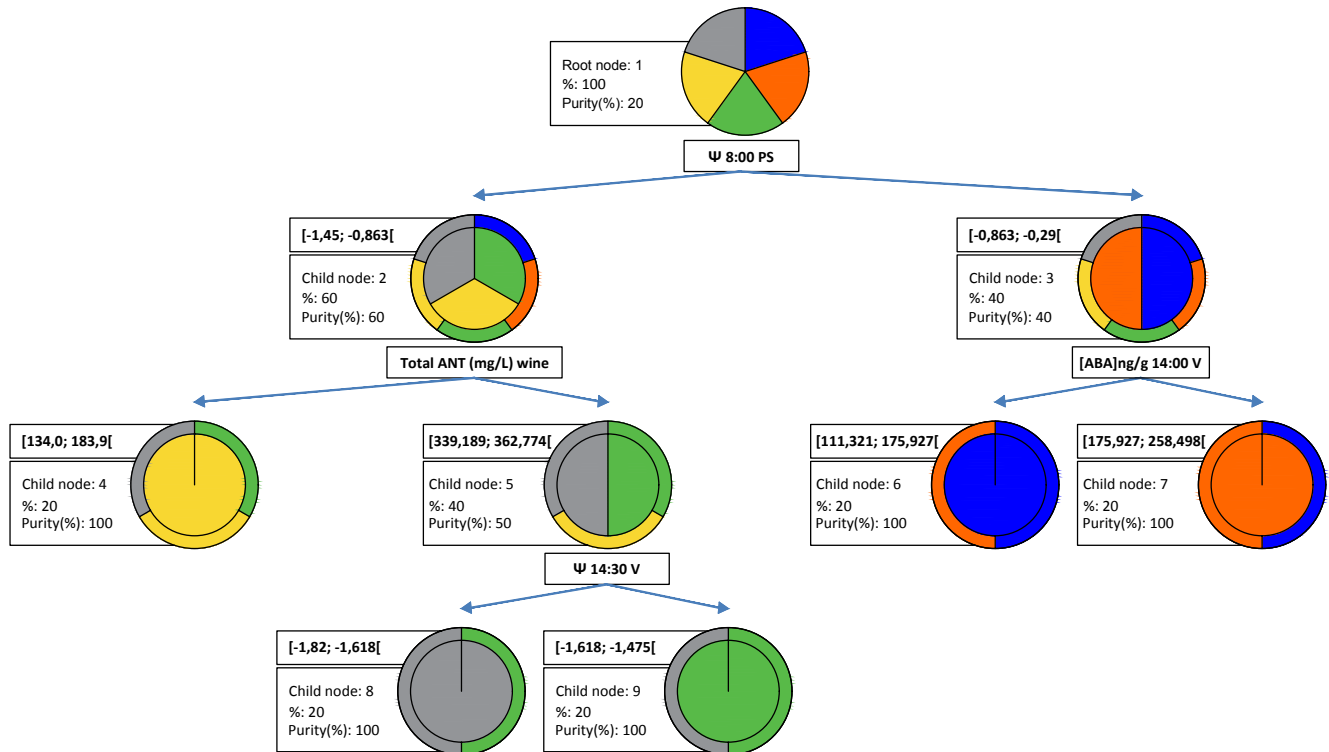 Root node: 1
%: 100
Purity(%): 20
Ψ 8:00 PS
[-1,45; -0,863[
Child node: 2
%: 60
Purity(%): 60
Total ANT (mg/L) wine
[-0,863; -0,29[
Child node: 3
%: 40
Purity(%): 40
[ABA]ng/g 14:00 V
[134,0; 183,9[
Child node: 4
%: 20
Purity(%): 100
[339,189; 362,774[
Child node: 5
%: 40
Purity(%): 50
Ψ 14:30 V
[111,321; 175,927[
Child node: 6
%: 20
Purity(%): 100
[175,927; 258,498[
Child node: 7
%: 20
Purity(%): 100
[-1,82; -1,618[
Child node: 8
%: 20
Purity(%): 100
[-1,618; -1,475[
Child node: 9
%: 20
Purity(%): 100